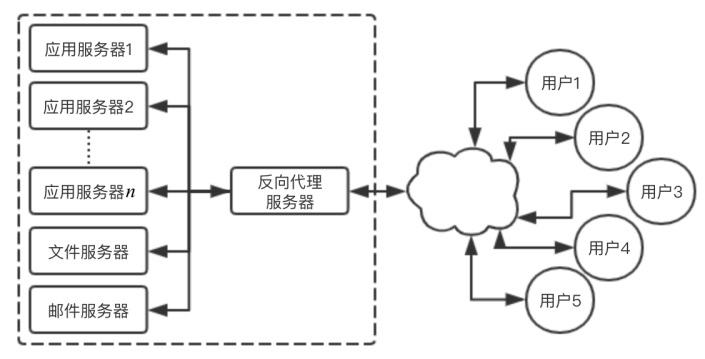 应用服务器1
应用服务器2
应用服务器n
文件服务器
邮件服务器
反向代理
服务器
用户1
用户2
用户3
用户4
用户5